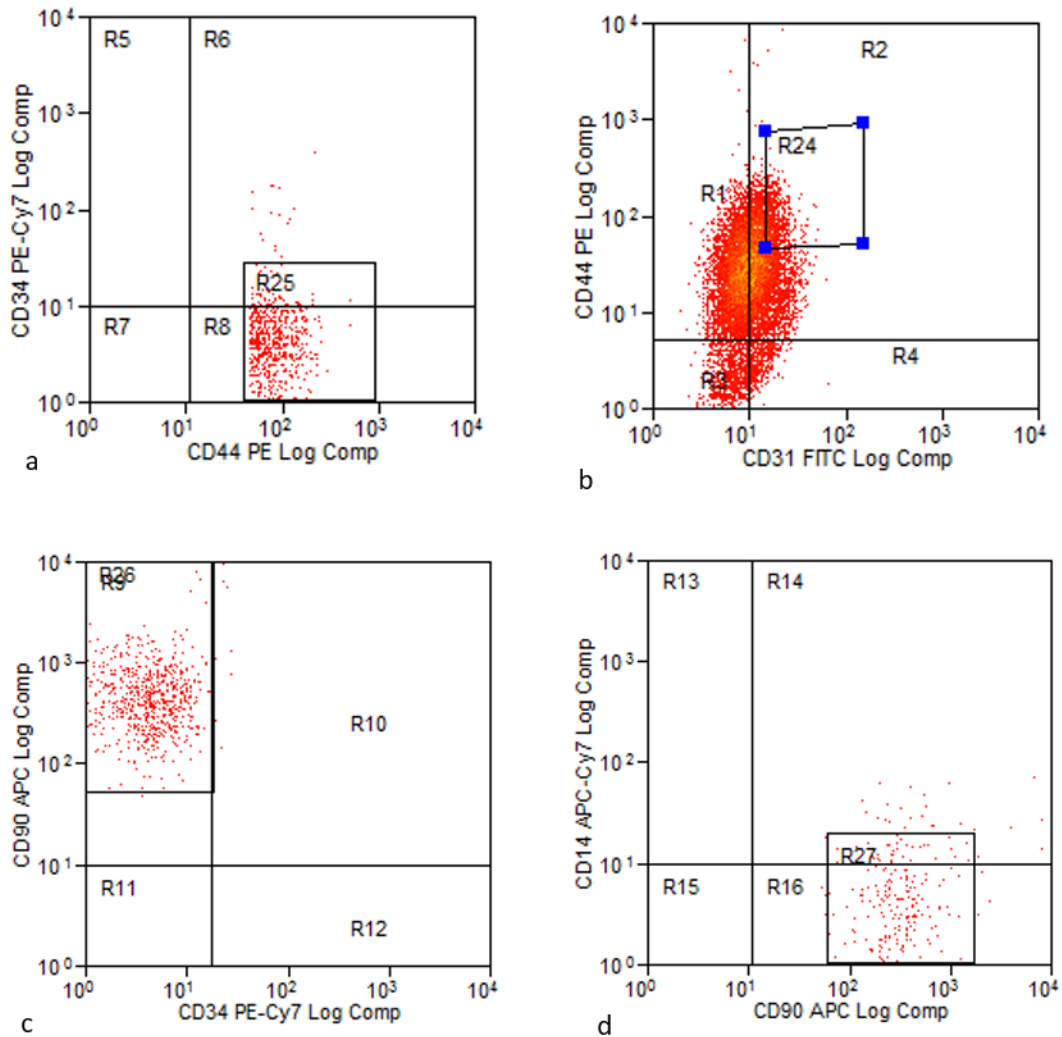 10⁴
R5
R6
10³
CD34 PE-Cy7 Log Comp
10²
R25
10¹
R7
R8
10⁰
10⁰
10¹
10²
10³
10⁴
CD44 PE Log Comp
a
10⁴
R2
10³
R24
CD44 PE Log Comp
R1
10²
10¹
R4
R3
10⁰
10⁰
10¹
10²
10³
10⁴
CD31 FITC Log Comp
b
10⁴
R26
R9
10³
CD90 APC Log Comp
R10
10²
10¹
R11
R12
10⁰
10⁰
10¹
10²
10³
10⁴
CD34 PE-Cy7 Log Comp
c
10⁴
R13
R14
10³
CD14 APC-Cy7 Log Comp
10²
R27
10¹
R15
R16
10⁰
10⁰
10¹
10²
10³
10⁴
CD90 APC Log Comp
d